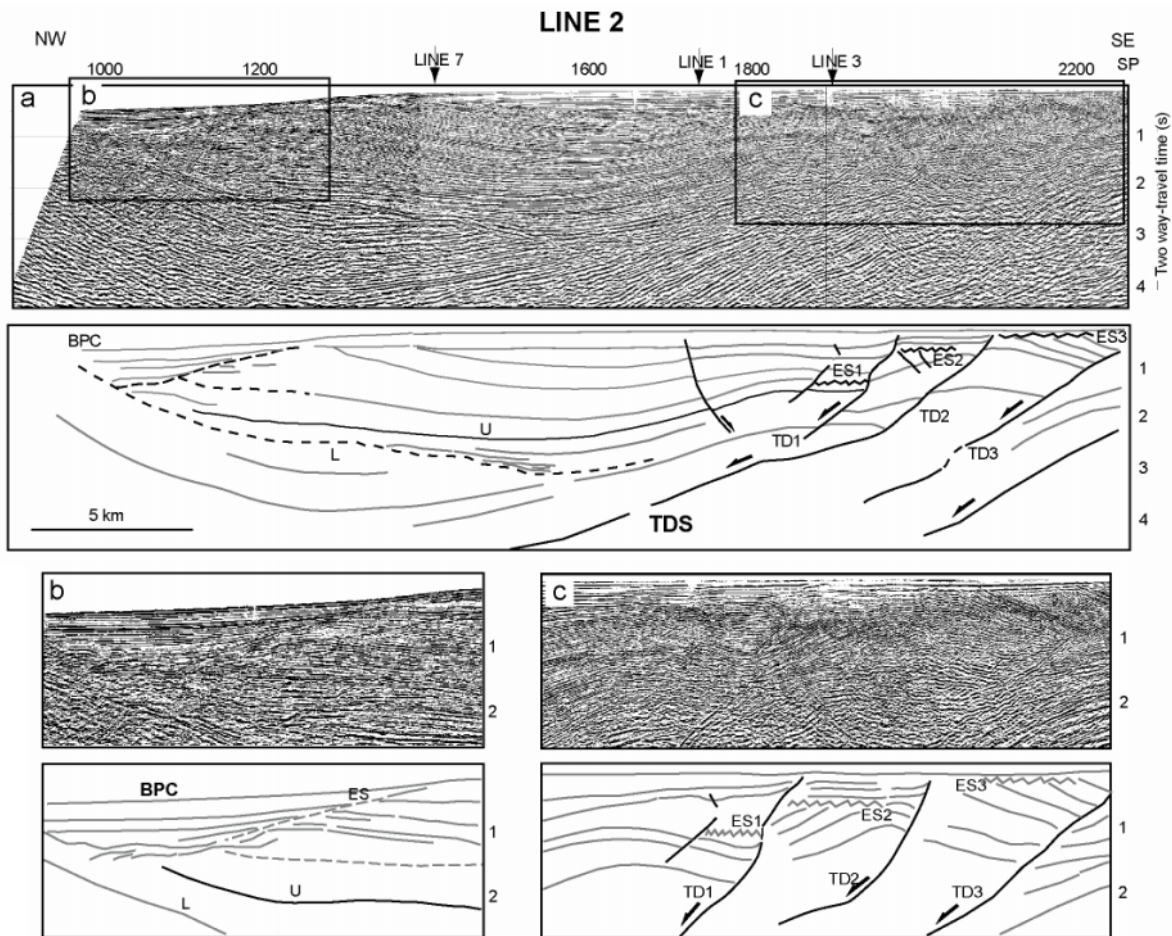 LINE 2
NW SE
1000 1200 LINE 7 1600 LINE 1 1800 LINE 3 2200 SP
a b c
1
2
3
4
Two way-travel time (s)
BPC ES3
ES1 ES2 1
TD2 2
U TD1
L TD3 3
5 km TDS 4
b
1
2
c
1
2
BPC ES
1
U 2
L
ES3
ES1 ES2
1
TD1 TD2 TD3 2